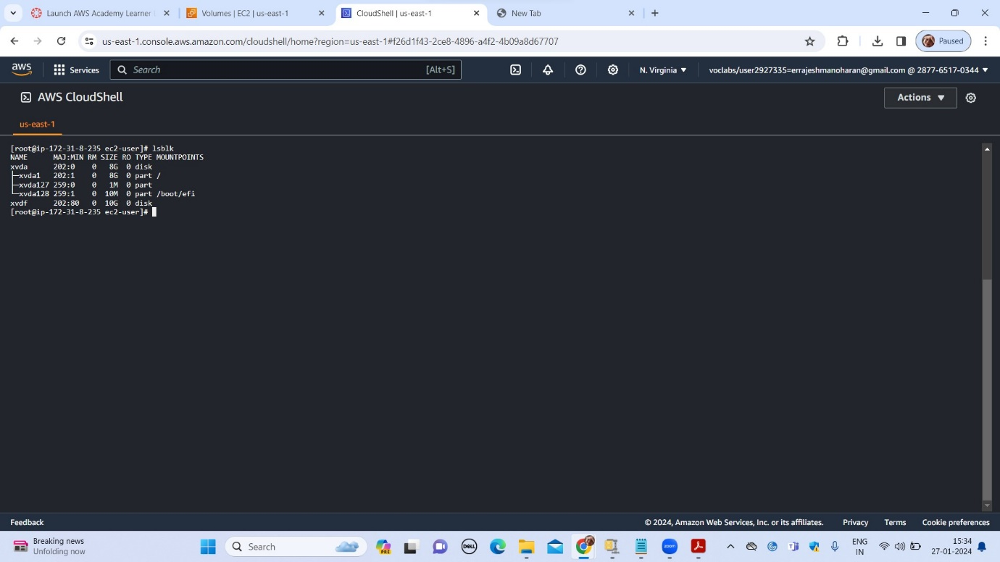 Launch AWS Academy Learner
Volumes | EC2 | us-east-1
CloudShell | us-east-1
New Tab
us-east-1.console.aws.amazon.com/cloudshell/home?region=us-east-1#f26d1f43-2ce8-4896-a4f2-4b09a8d67707
Paused
aws
Services
Search
[Alt+S]
N. Virginia
voclabs/user2927335=errajeshmanoharan@gmail.com @ 2877-6517-0344
AWS CloudShell
Actions
us-east-1
[root@ip-172-31-8-235 ec2-user]# lsblk
NAME MAJ:MIN RM SIZE RO TYPE MOUNTPOINTS
xvda 202:0 0 8G 0 disk
├─xvda1 202:1 0 8G 0 part /
├─xvda127 259:0 0 1M 0 part
└─xvda128 259:1 0 10M 0 part /boot/efi
xvdf 202:80 0 10G 0 disk
[root@ip-172-31-8-235 ec2-user]#
Feedback
© 2024, Amazon Web Services, Inc. or its affiliates.
Privacy
Terms
Cookie preferences
Breaking news
Unfolding now
Search
PRE
DELL
zoom
ENG
IN
15:34
27-01-2024